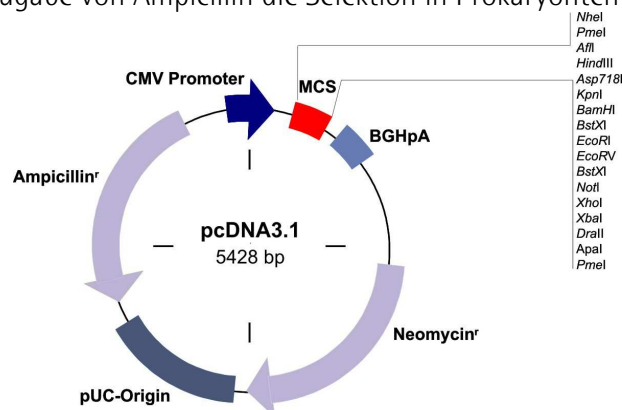 von Ampicillin die Selektion in Prokaryonten
NheI
PmeI
AflI
HindIII
Asp718I
KpnI
BamHI
BstXI
EcoRI
EcoRV
BstXI
NotI
XhoI
XbaI
DraII
ApaI
PmeI
CMV Promoter
MCS
BGHpA
Ampicillinʳ
pcDNA3.1
5428 bp
Neomycinʳ
pUC-Origin